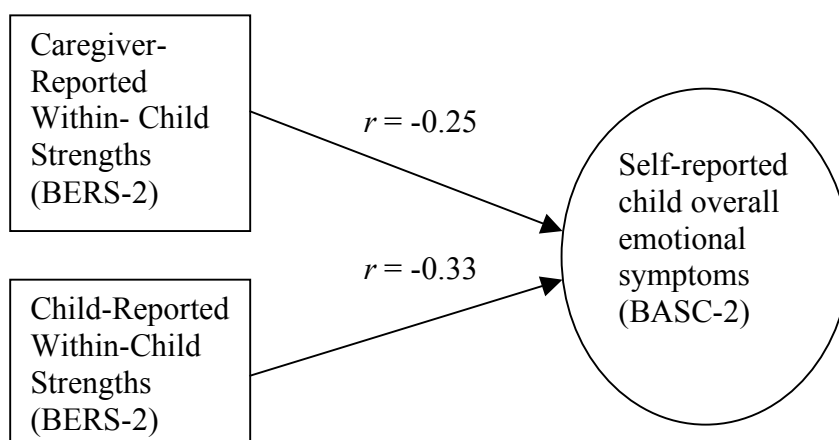 Caregiver-
Reported
Within- Child
Strengths
(BERS-2)
r = -0.25
Self-reported
child overall
emotional
symptoms
(BASC-2)
r = -0.33
Child-Reported
Within-Child
Strengths
(BERS-2)